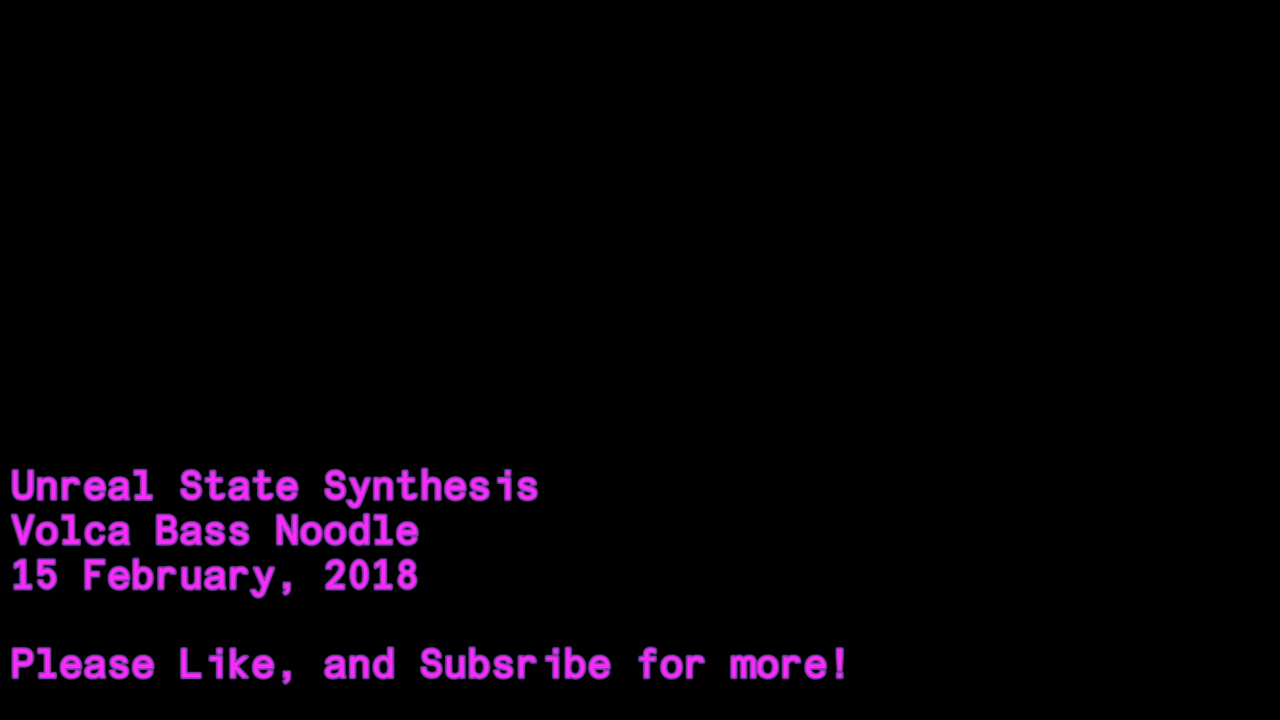 Unreal State Synthesis
Volca Bass Noodle
15 February, 2018
Please Like, and Subsribe for more!